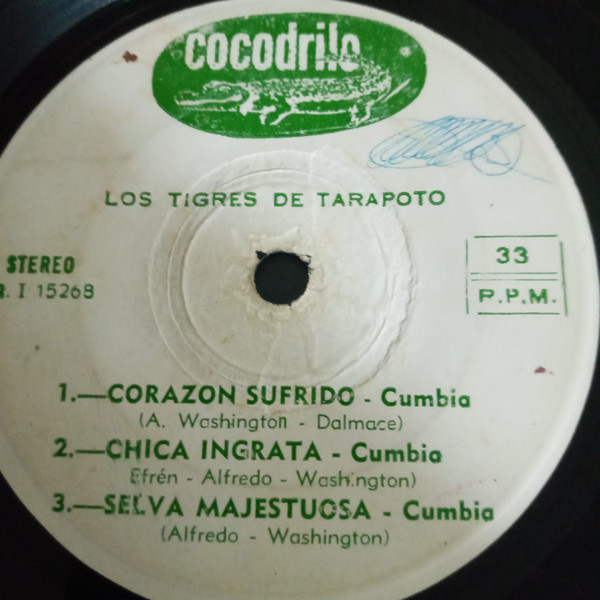 cocodrilo
LOS TIGRES DE TARAPOTO
STEREO
R. I 15268
33
R.P.M.
1.—CORAZON SUFRIDO - Cumbia
(A. Washington - Dalmace)
2.—CHICA INGRATA - Cumbia
Efrén - Alfredo - Washington)
3.—SELVA MAJESTUOSA - Cumbia
(Alfredo - Washington)